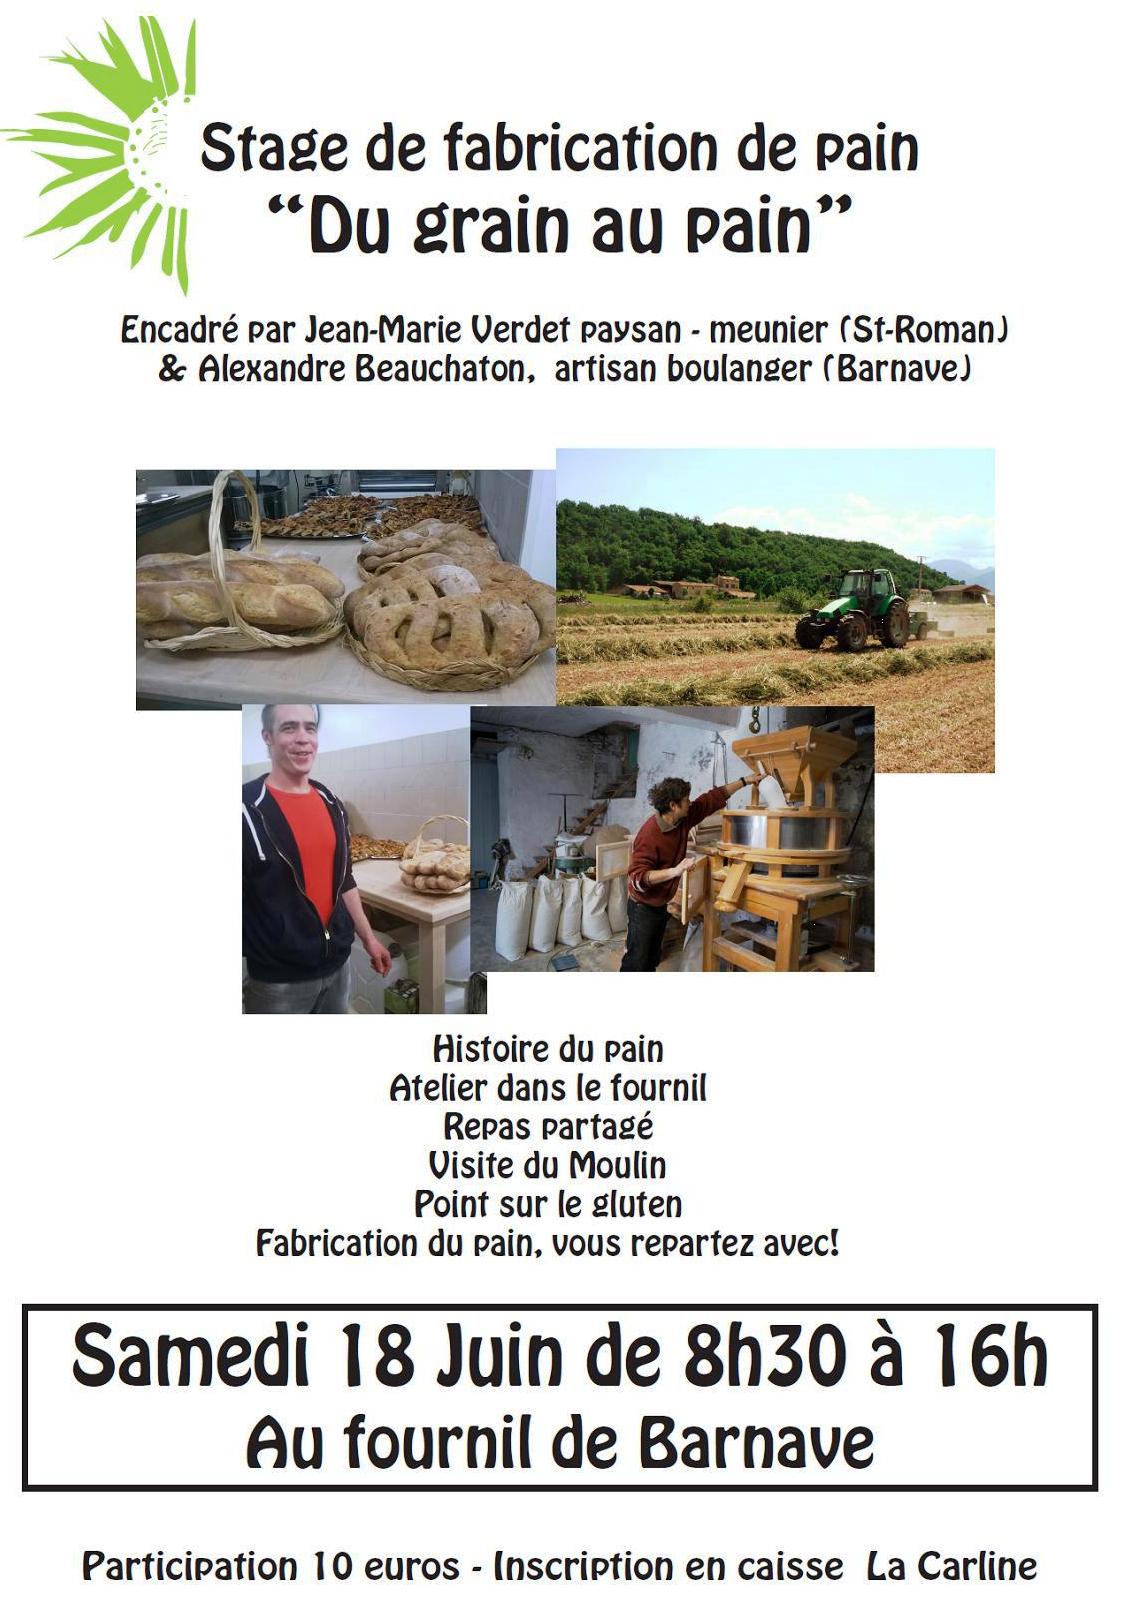 Stage de fabrication de pain
“Du grain au pain”
Encadré par Jean-Marie Verdet paysan - meunier (St-Roman)
& Alexandre Beauchaton, artisan boulanger (Barnave)
Histoire du pain
Atelier dans le fournil
Repas partagé
Visite du Moulin
Point sur le gluten
Fabrication du pain, vous repartez avec!
Samedi 18 Juin de 8h30 à 16h
Au fournil de Barnave
Participation 10 euros - Inscription en caisse La Carline